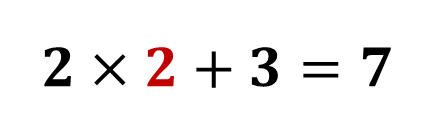 2 × 2 + 3 = 7